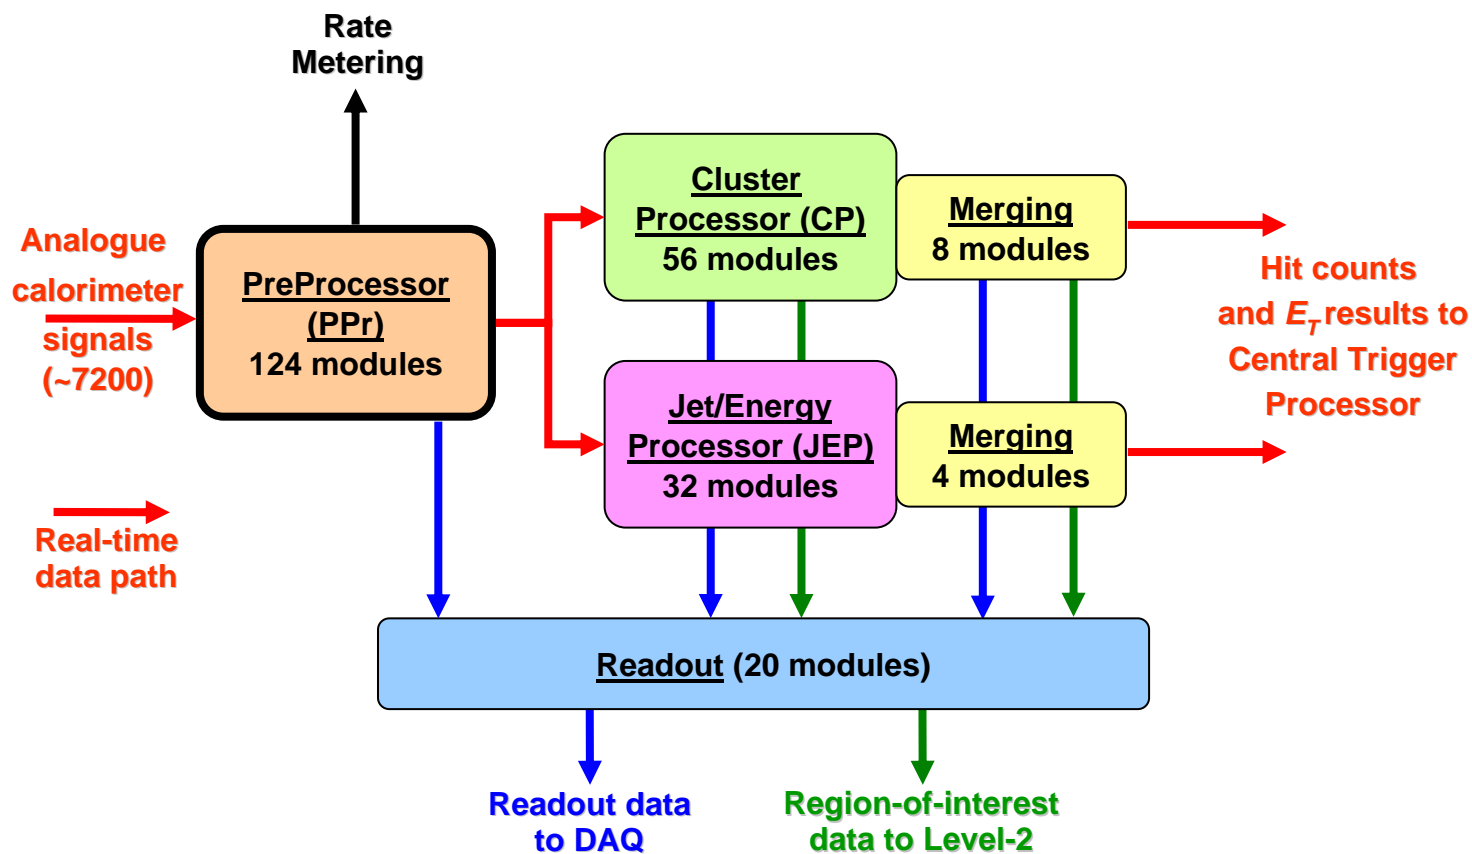 Rate
Metering
Analogue
calorimeter
signals
(~7200)
PreProcessor
(PPr)
124 modules
Cluster
Processor (CP)
56 modules
Merging
8 modules
Jet/Energy
Processor (JEP)
32 modules
Merging
4 modules
Hit counts
and E_T results to
Central Trigger
Processor
Real-time
data path
Readout (20 modules)
Readout data
to DAQ
Region-of-interest
data to Level-2